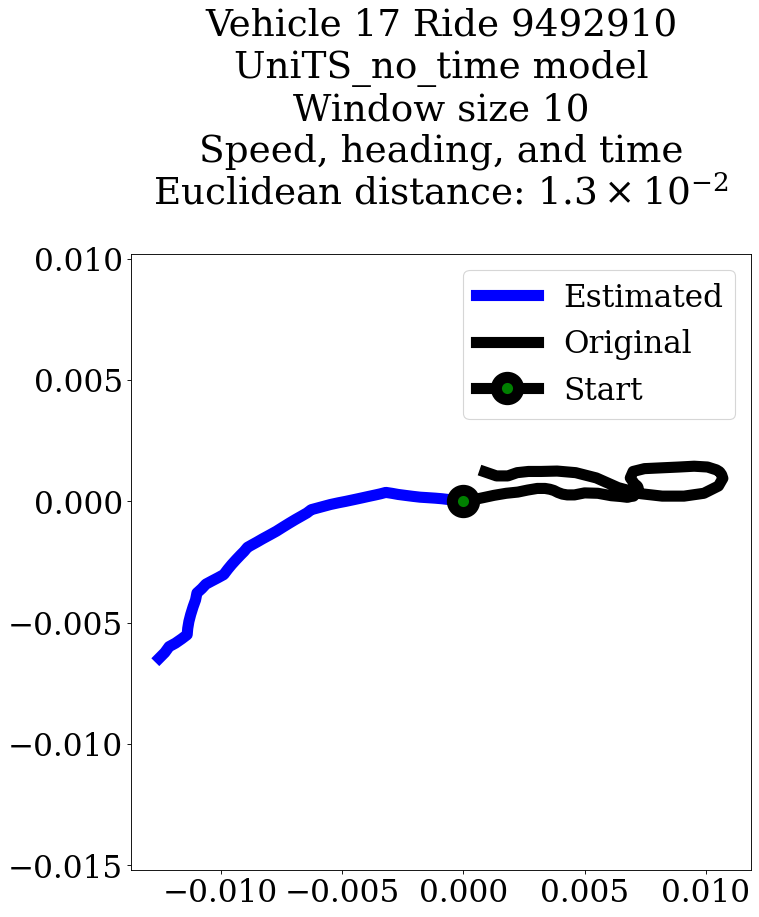 Vehicle 17 Ride 9492910
UniTS_no_time model
Window size 10
Speed, heading, and time
Euclidean distance: 1.3 × 10⁻²
Estimated
Original
Start
0.010
0.005
0.000
−0.005
−0.010
−0.015
−0.010 −0.005 0.000 0.005 0.010